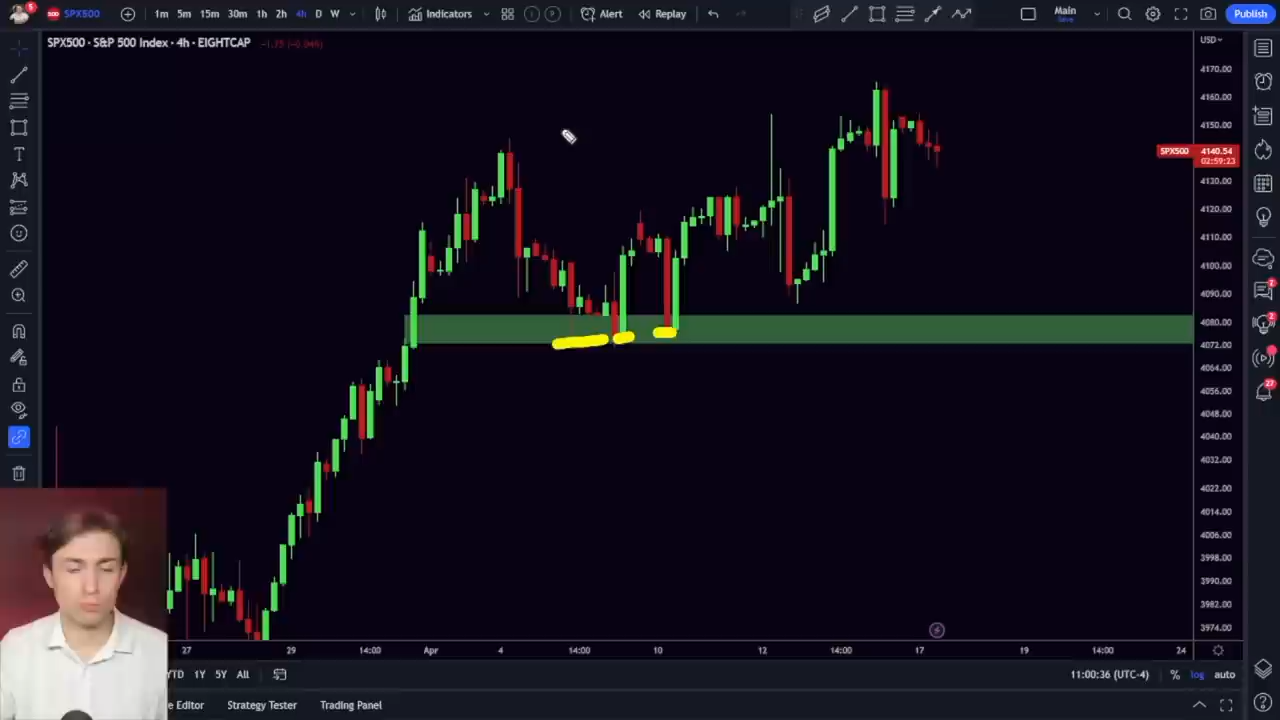 5
SPX500
1m 5m 15m 30m 1h 2h 4h D W
Indicators
Alert
Replay
Main
Save
Publish
SPX500 · S&P 500 Index · 4h · EIGHTCAP
USD
4170.00
4160.00
4150.00
SPX500 4140.54
02:59:23
4130.00
4120.00
4110.00
4100.00
4090.00
4080.00
4072.00
4064.00
4056.00
4048.00
4040.00
4032.00
4022.00
4014.00
4006.00
3998.00
3990.00
3982.00
3974.00
2
2
27
27 29 14:00 Apr 4 14:00 10 12 14:00 17 19 14:00 24
YTD 1Y 5Y All
11:00:36 (UTC-4) % log auto
e Editor Strategy Tester Trading Panel